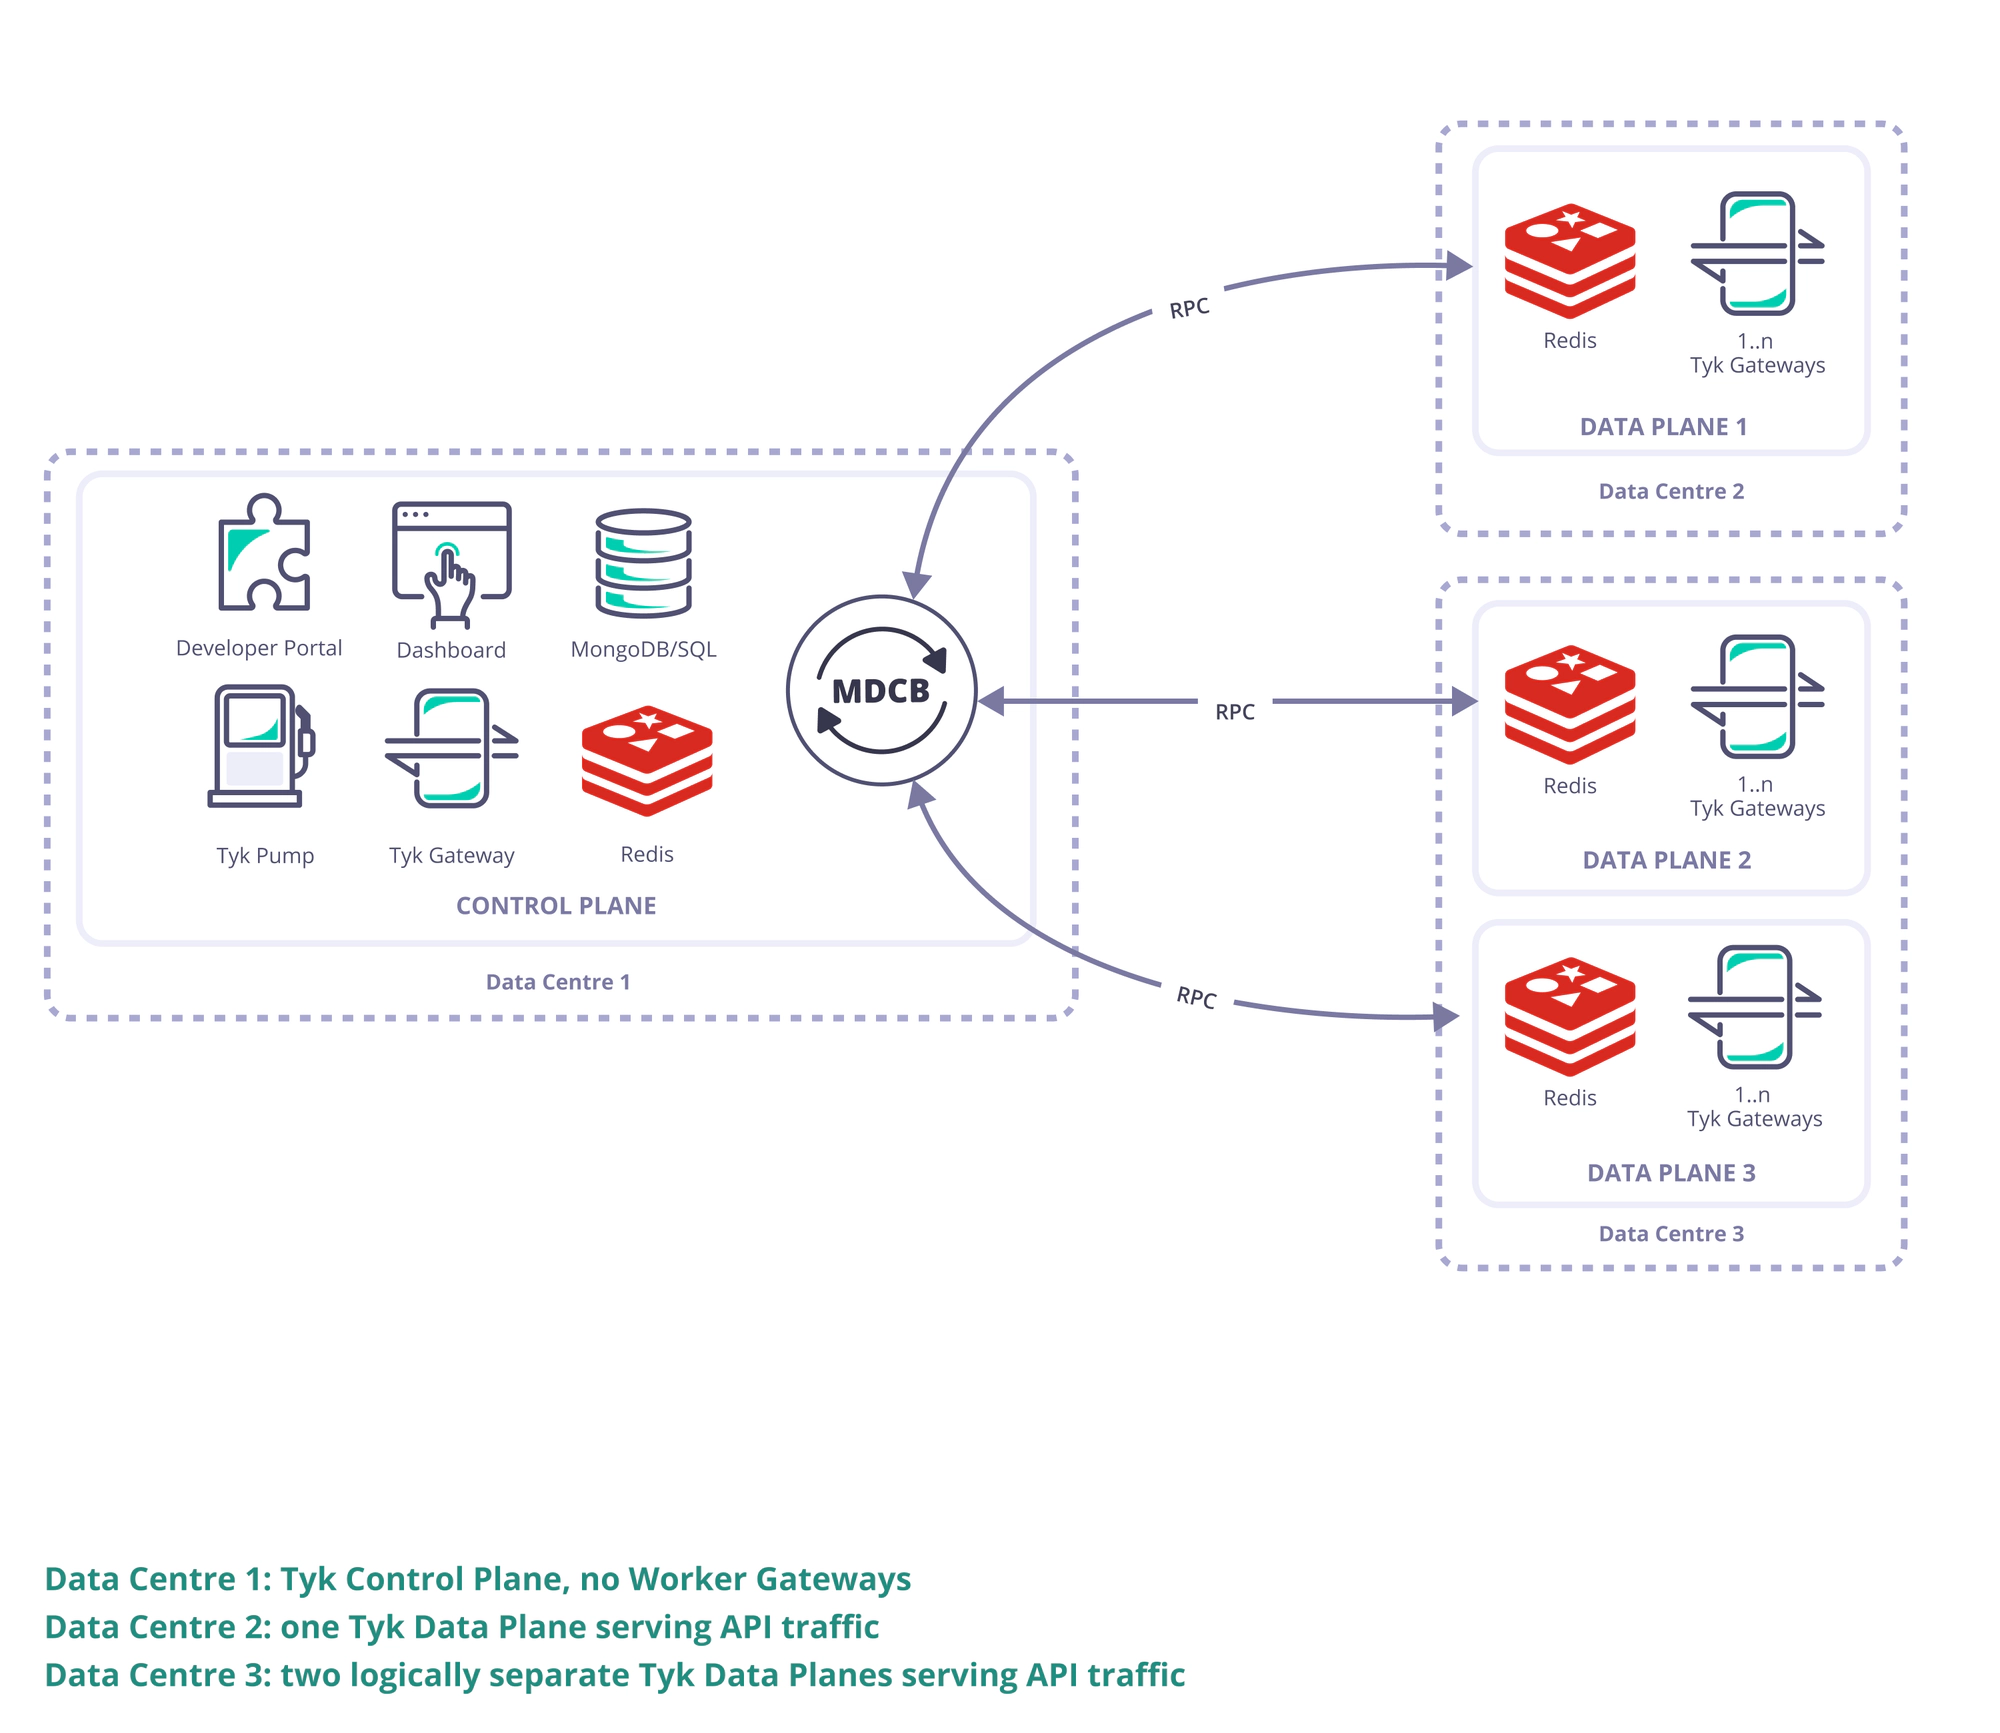 RPC
Redis
1..n
Tyk Gateways
DATA PLANE 1
Data Centre 2
Developer Portal
Dashboard
MongoDB/SQL
MDCB
Tyk Pump
Tyk Gateway
Redis
CONTROL PLANE
Data Centre 1
RPC
Redis
1..n
Tyk Gateways
DATA PLANE 2
RPC
Redis
1..n
Tyk Gateways
DATA PLANE 3
Data Centre 3
Data Centre 1: Tyk Control Plane, no Worker Gateways
Data Centre 2: one Tyk Data Plane serving API traffic
Data Centre 3: two logically separate Tyk Data Planes serving API traffic